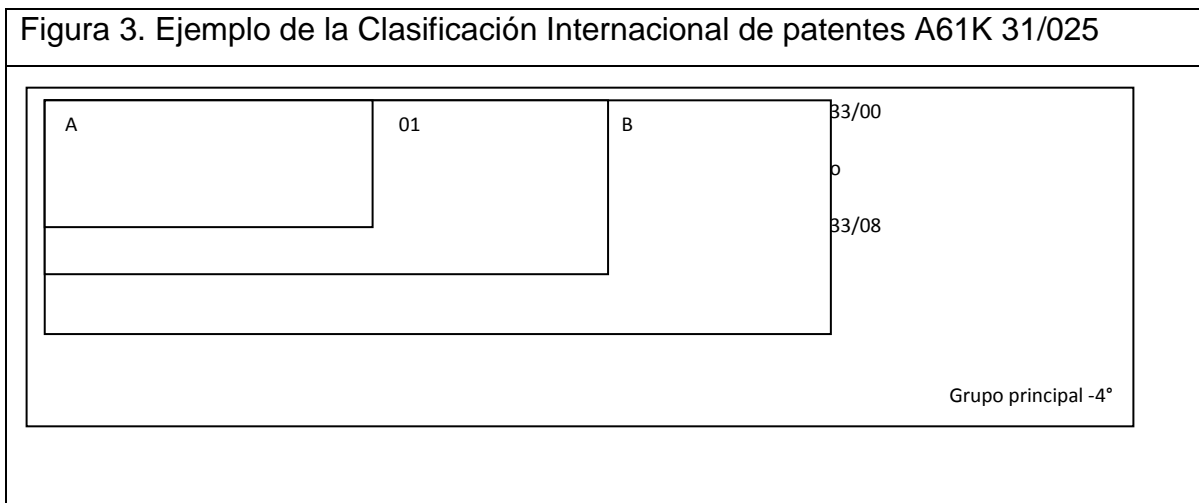 Figura 3. Ejemplo de la Clasificación Internacional de patentes A61K 31/025
A 01 B 33/00
o
33/08
Grupo principal -4°